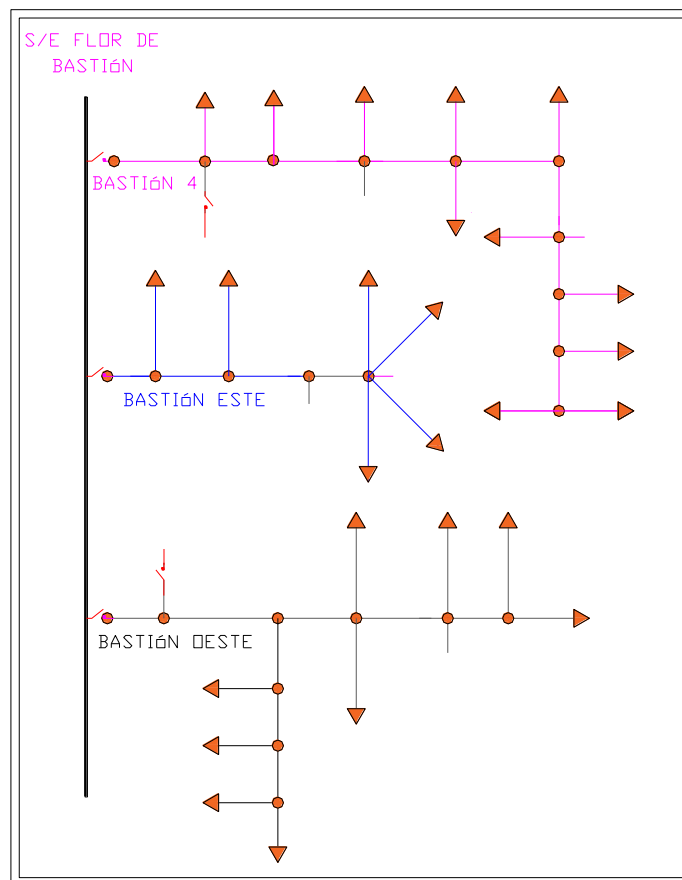 S/E FLOR DE
BASTIóN
BASTIóN 4
BASTIóN ESTE
BASTIóN OESTE